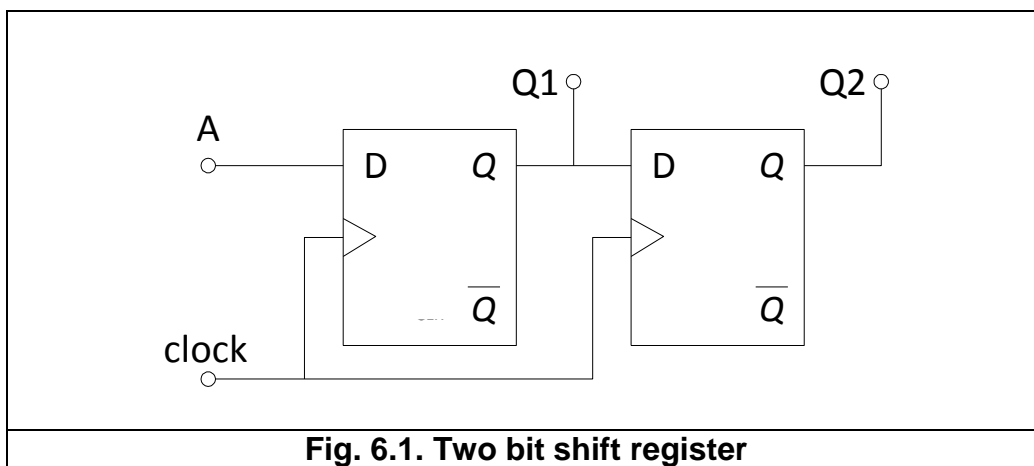 Q1 Q2
A
D Q D Q
Q Q
clock
Fig. 6.1. Two bit shift register